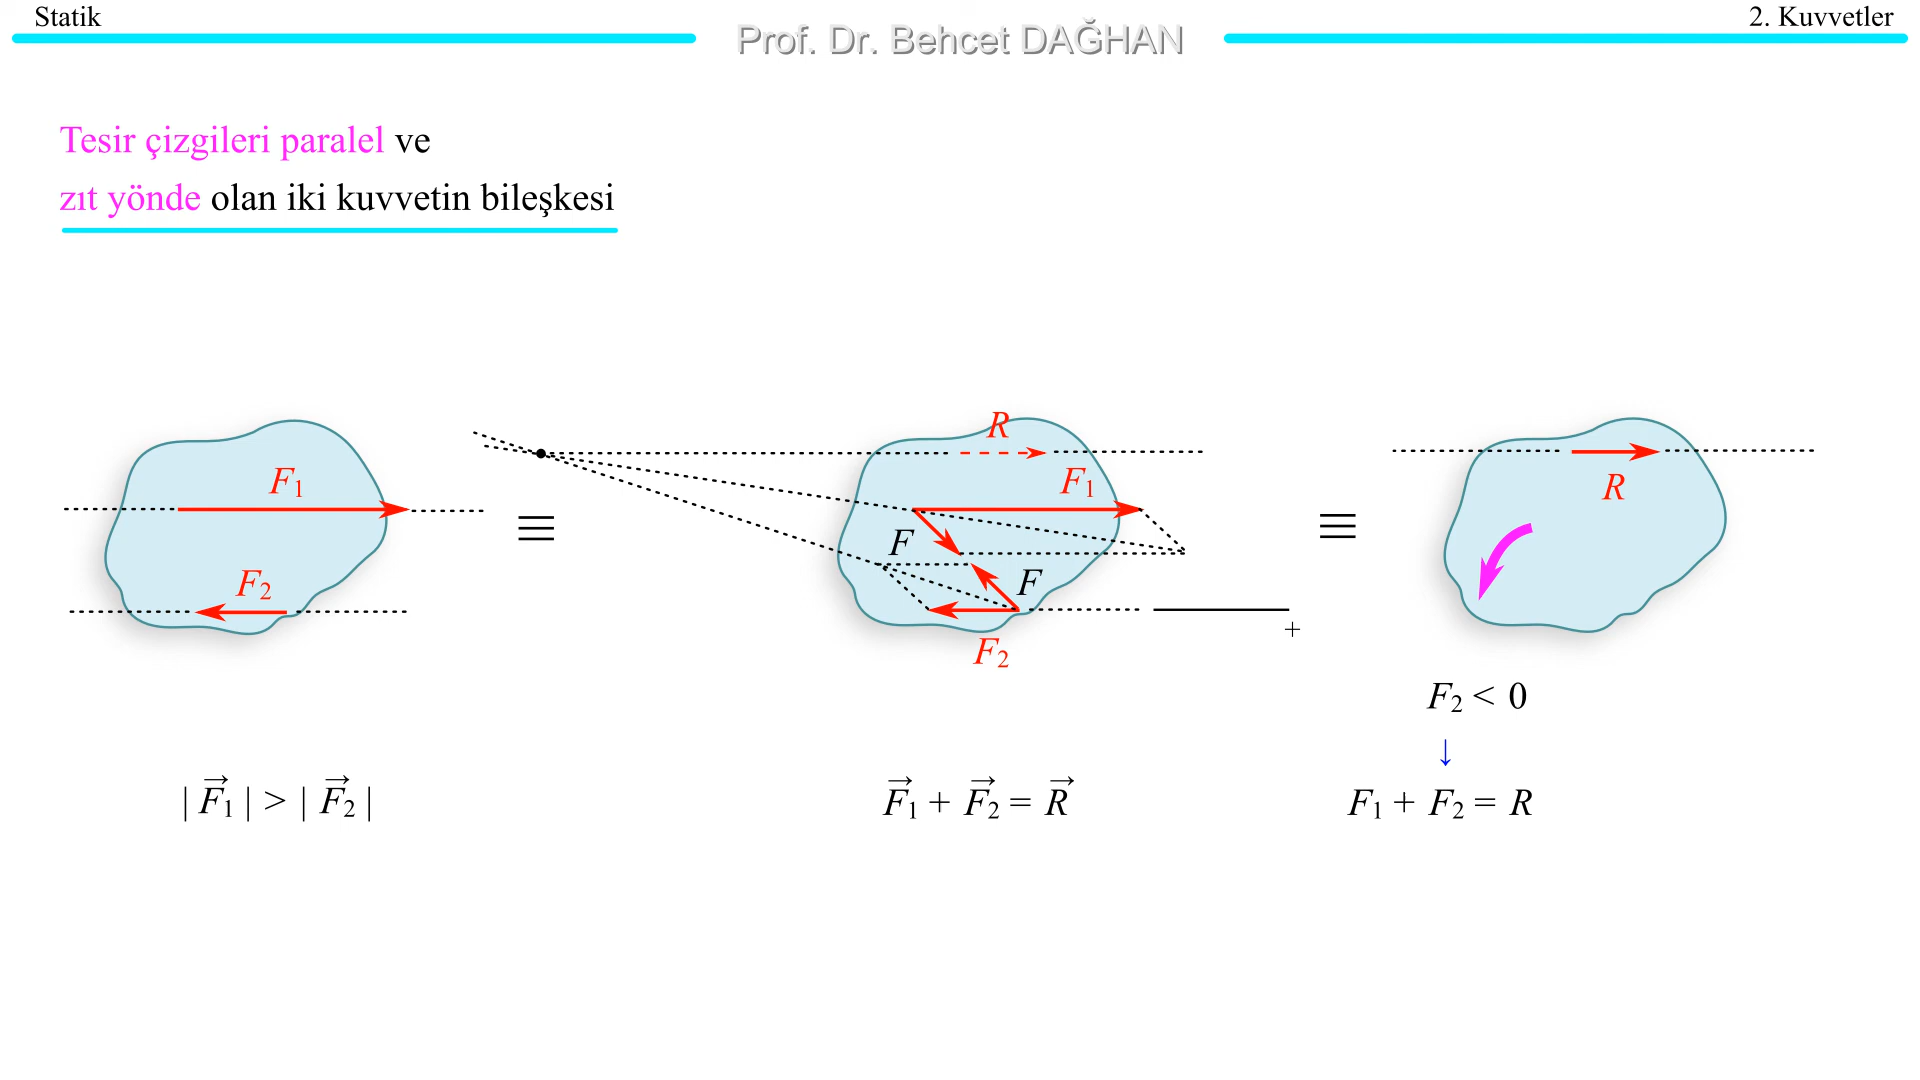 Statik
Prof. Dr. Behcet DAĞHAN
2. Kuvvetler
Tesir çizgileri paralel ve
zıt yönde olan iki kuvvetin bileşkesi
F₁
F₂
≡
R
F₁
F
F
F₂
+
≡
R
F₂ < 0
↓
| F⃗₁ | > | F⃗₂ |
F⃗₁ + F⃗₂ = R⃗
F₁ + F₂ = R